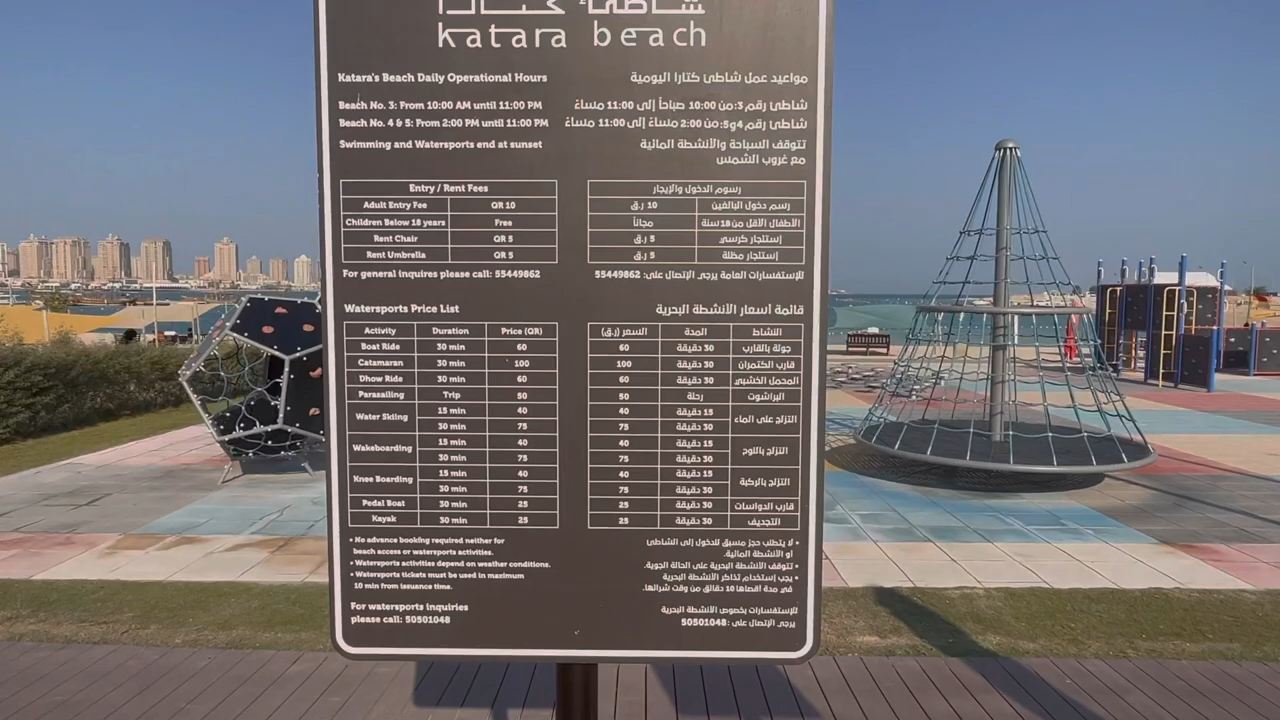 شاطئ كتارا
katara beach
Katara's Beach Daily Operational Hours
Beach No. 3: From 10:00 AM until 11:00 PM
Beach No. 4 & 5: From 2:00 PM until 11:00 PM
Swimming and Watersports end at sunset
Entry / Rent Fees
Adult Entry Fee QR 10
Children Below 18 years Free
Rent Chair QR 5
Rent Umbrella QR 5
For general inquires please call: 55449862
Watersports Price List
Activity Duration Price (QR)
Boat Ride 30 min 60
Catamaran 30 min 100
Dhow Ride 30 min 60
Parasailing Trip 50
Water Skiing 15 min 40
30 min 75
Wakeboarding 15 min 40
30 min 75
Knee Boarding 15 min 40
30 min 75
Pedal Boat 30 min 25
Kayak 30 min 25
• No advance booking required neither for
beach access or watersports activities.
• Watersports activities depend on weather conditions.
• Watersports tickets must be used in maximum
10 min from issuance time.
For watersports inquiries
please call: 50501048
مواعيد عمل شاطئ كتارا اليومية
شاطئ رقم 3: من 10:00 صباحاً إلى 11:00 مساءً
شاطئ رقم 4 و 5: من 2:00 مساءً إلى 11:00 مساءً
تتوقف السباحة والأنشطة المائية
مع غروب الشمس
رسوم الدخول والإيجار
رسم دخول البالغين 10 ر.ق
الأطفال الأقل من 18 سنة مجاناً
إستئجار كرسي 5 ر.ق
إستئجار مظلة 5 ر.ق
للإستفسارات العامة يرجى الإتصال على: 55449862
قائمة أسعار الأنشطة البحرية
النشاط المدة السعر (ر.ق)
جولة بالقارب 30 دقيقة 60
قارب الكتمران 30 دقيقة 100
المحمل الخشبي 30 دقيقة 60
البراشوت رحلة 50
التزلج على الماء 15 دقيقة 40
30 دقيقة 75
التزلج باللوح 15 دقيقة 40
30 دقيقة 75
التزلج بالركبة 15 دقيقة 40
30 دقيقة 75
قارب الدواسات 30 دقيقة 25
التجديف 30 دقيقة 25
• لا يتطلب حجز مسبق للدخول إلى الشاطئ
أو الأنشطة المائية.
• تتوقف الأنشطة البحرية على الحالة الجوية.
• يجب إستخدام تذاكر الأنشطة البحرية
في مدة أقصاها 10 دقائق من وقت شرائها.
للإستفسارات بخصوص الأنشطة البحرية
يرجى الإتصال على: 50501048